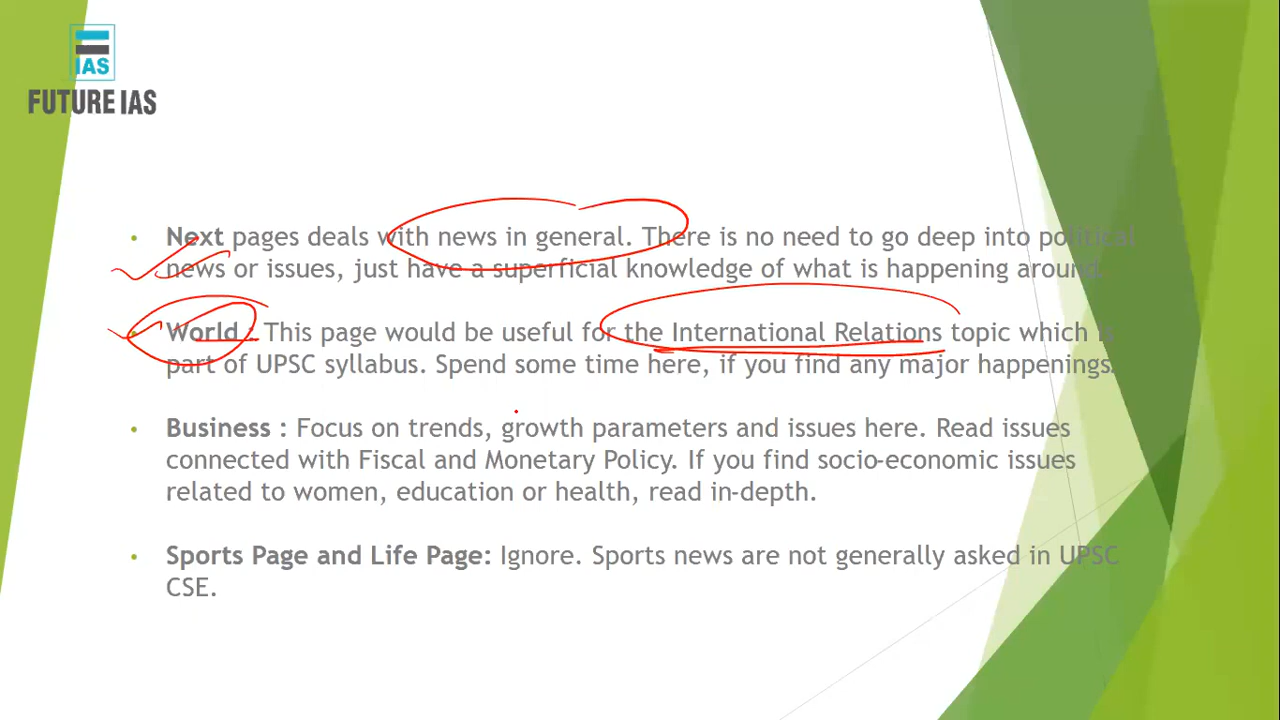 IAS
FUTURE IAS
• Next pages deals with news in general. There is no need to go deep into political
news or issues, just have a superficial knowledge of what is happening around.
• World : This page would be useful for the International Relations topic which is
part of UPSC syllabus. Spend some time here, if you find any major happenings.
• Business : Focus on trends, growth parameters and issues here. Read issues
connected with Fiscal and Monetary Policy. If you find socio-economic issues
related to women, education or health, read in-depth.
• Sports Page and Life Page: Ignore. Sports news are not generally asked in UPSC
CSE.